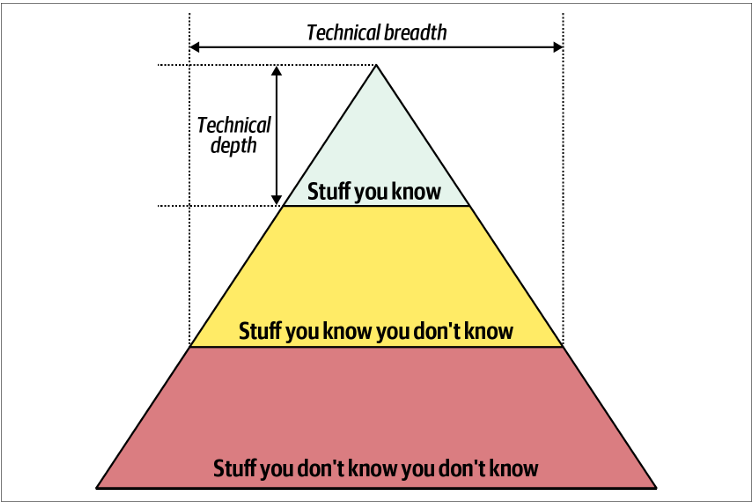 Technical breadth
Technical
depth
Stuff you know
Stuff you know you don't know
Stuff you don't know you don't know